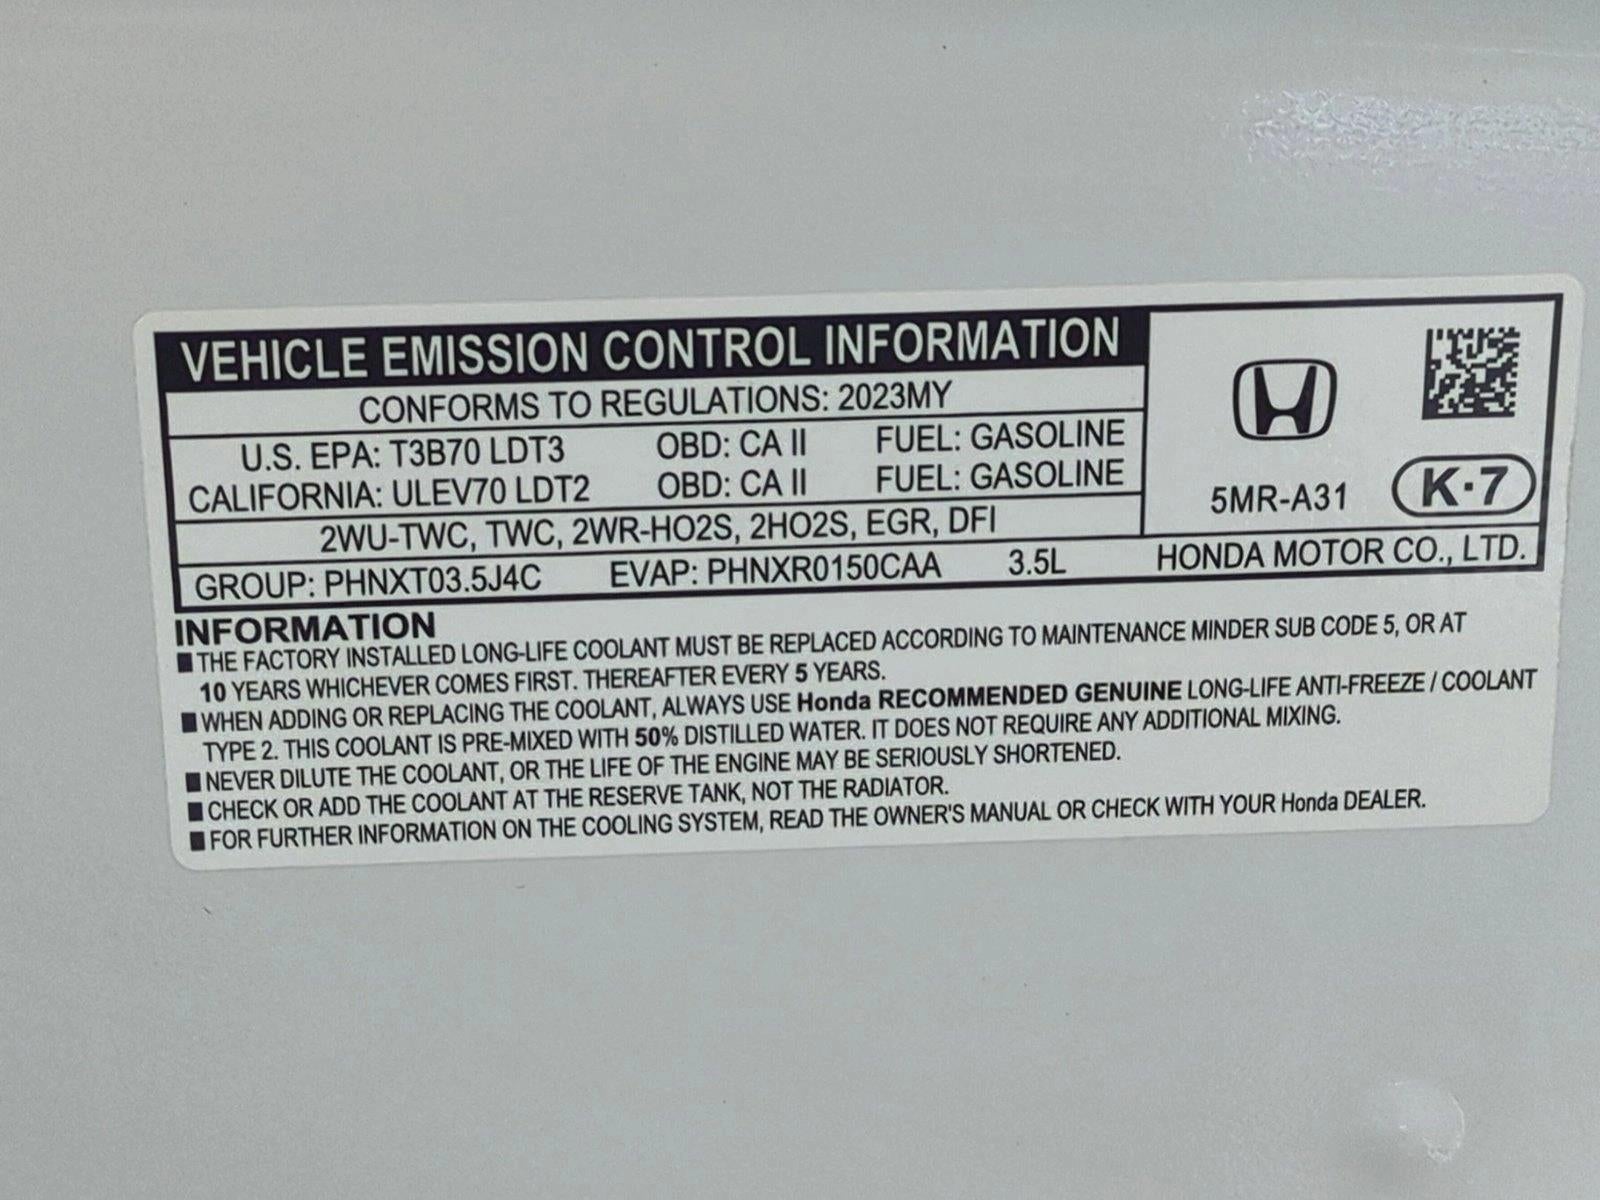 VEHICLE EMISSION CONTROL INFORMATION
CONFORMS TO REGULATIONS: 2023MY
U.S. EPA: T3B70 LDT3 OBD: CA II FUEL: GASOLINE
CALIFORNIA: ULEV70 LDT2 OBD: CA II FUEL: GASOLINE
2WU-TWC, TWC, 2WR-HO2S, 2HO2S, EGR, DFI
5MR-A31 K·7
GROUP: PHNXT03.5J4C EVAP: PHNXR0150CAA 3.5L HONDA MOTOR CO., LTD.
INFORMATION
■ THE FACTORY INSTALLED LONG-LIFE COOLANT MUST BE REPLACED ACCORDING TO MAINTENANCE MINDER SUB CODE 5, OR AT
10 YEARS WHICHEVER COMES FIRST. THEREAFTER EVERY 5 YEARS.
■ WHEN ADDING OR REPLACING THE COOLANT, ALWAYS USE Honda RECOMMENDED GENUINE LONG-LIFE ANTI-FREEZE / COOLANT
TYPE 2. THIS COOLANT IS PRE-MIXED WITH 50% DISTILLED WATER. IT DOES NOT REQUIRE ANY ADDITIONAL MIXING.
■ NEVER DILUTE THE COOLANT, OR THE LIFE OF THE ENGINE MAY BE SERIOUSLY SHORTENED.
■ CHECK OR ADD THE COOLANT AT THE RESERVE TANK, NOT THE RADIATOR.
■ FOR FURTHER INFORMATION ON THE COOLING SYSTEM, READ THE OWNER'S MANUAL OR CHECK WITH YOUR Honda DEALER.